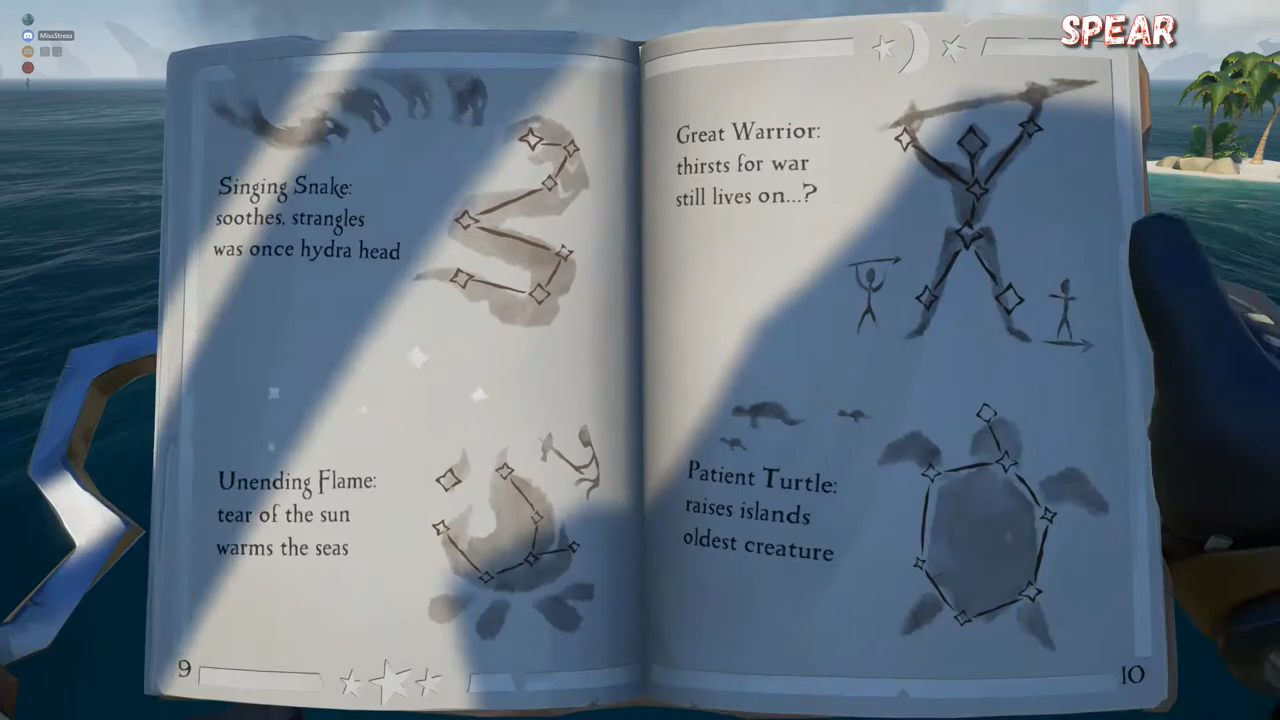 MissStress
SPEAR
Singing Snake:
soothes, strangles
was once hydra head
Unending Flame:
tear of the sun
warms the seas
9
Great Warrior:
thirsts for war
still lives on...?
Patient Turtle:
raises islands
oldest creature
10